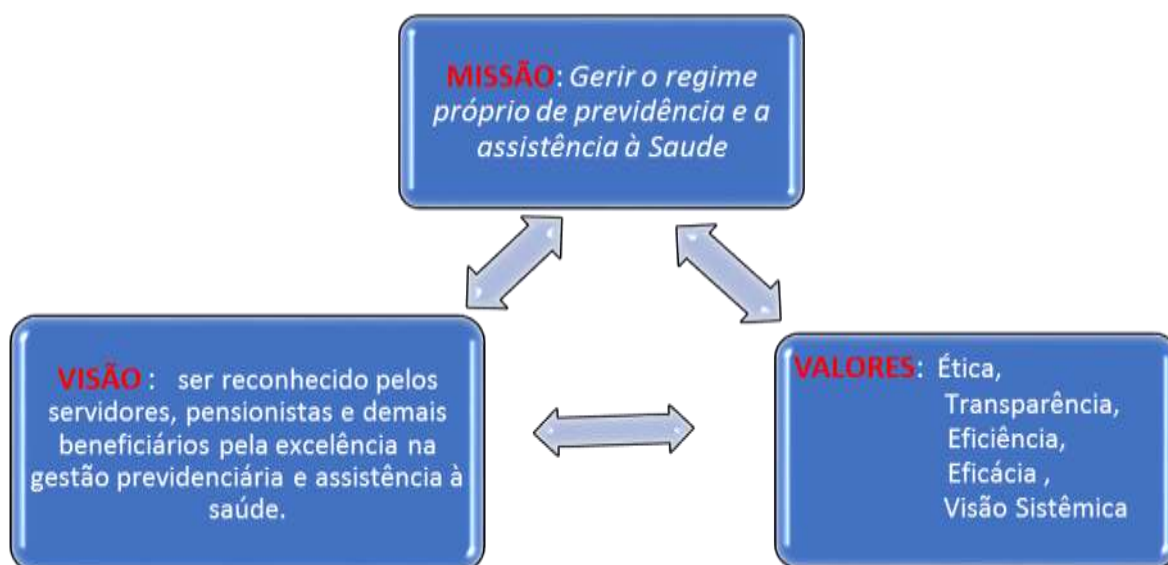 MISSÃO: Gerir o regime
próprio de previdência e a
assistência à Saude
VISÃO : ser reconhecido pelos
servidores, pensionistas e demais
beneficiários pela excelência na
gestão previdenciária e assistência à
saúde.
VALORES: Ética,
Transparência,
Eficiência,
Eficácia ,
Visão Sistêmica